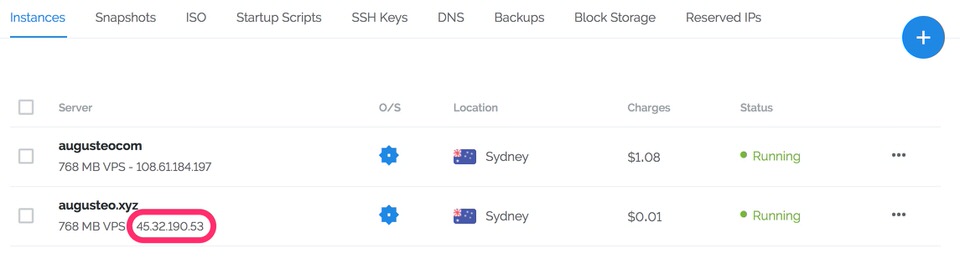 Instances Snapshots ISO Startup Scripts SSH Keys DNS Backups Block Storage Reserved IPs
+
Server O/S Location Charges Status
augusteocom
768 MB VPS - 108.61.184.197 Sydney $1.08 Running •••
augusteo.xyz
768 MB VPS 45.32.190.53 Sydney $0.01 Running •••